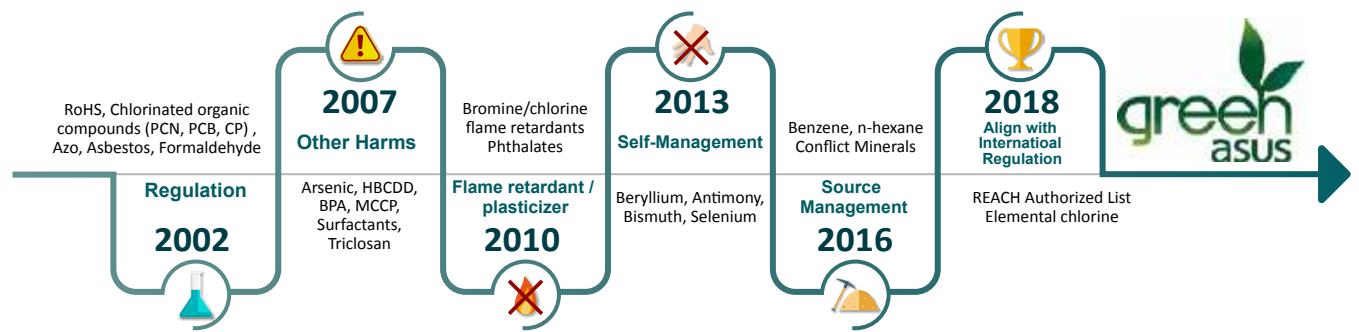 RoHS, Chlorinated organic
compounds (PCN, PCB, CP) ,
Azo, Asbestos, Formaldehyde
Regulation
2002
2007
Other Harms
Arsenic, HBCDD,
BPA, MCCP,
Surfactants,
Triclosan
Bromine/chlorine
flame retardants
Phthalates
Flame retardant /
plasticizer
2010
2013
Self-Management
Beryllium, Antimony,
Bismuth, Selenium
Benzene, n-hexane
Conflict Minerals
Source
Management
2016
2018
Align with
Internatioal
Regulation
REACH Authorized List
Elemental chlorine
green
asus